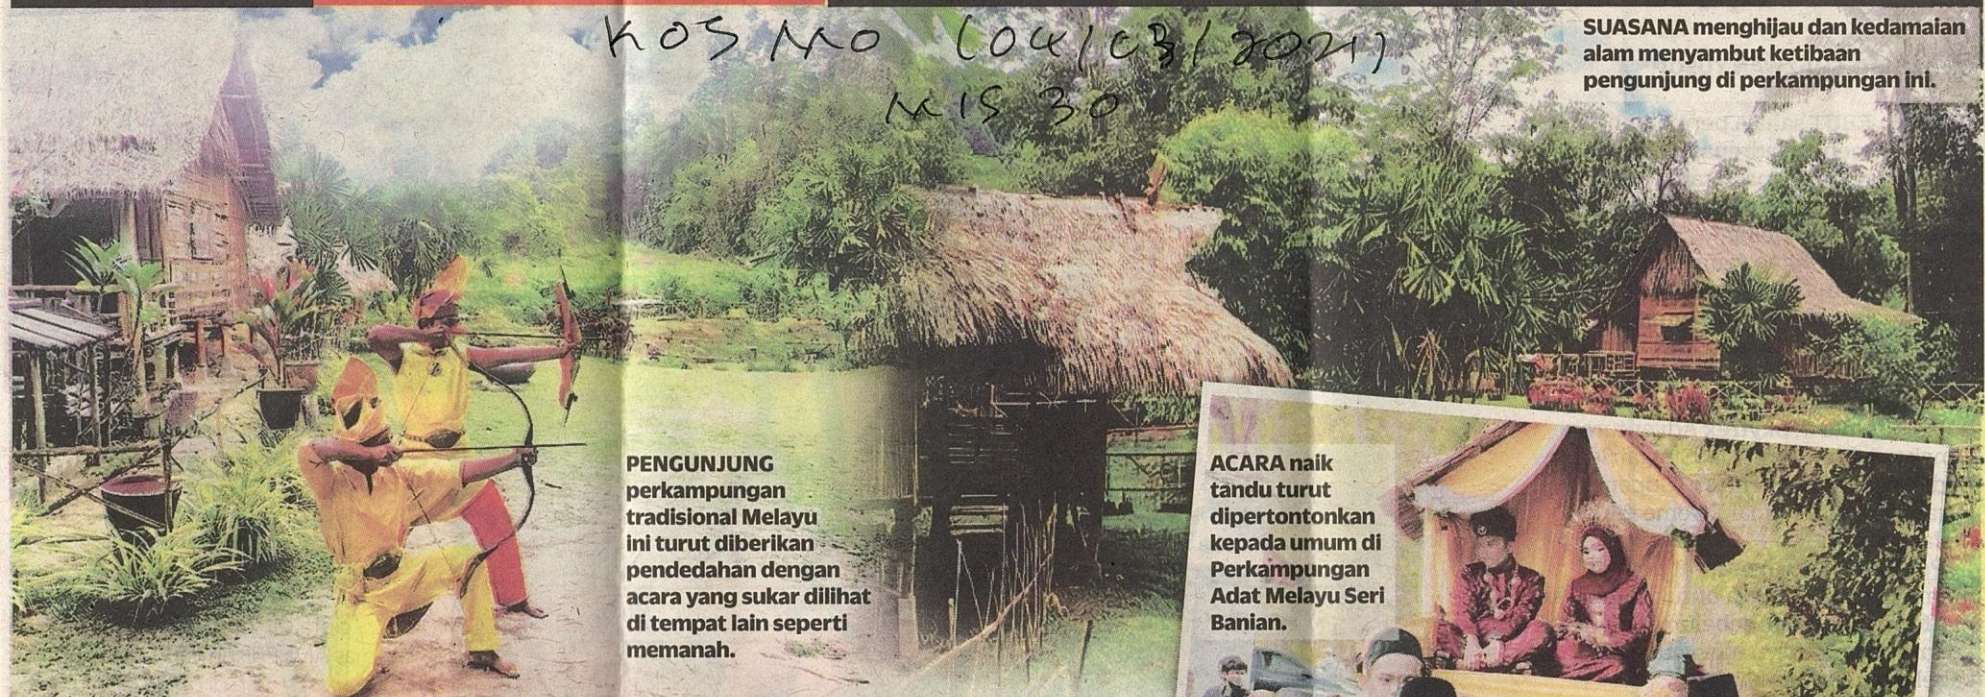 KOSMO (04/03/2021)
M/S 30
SUASANA menghijau dan kedamaian
alam menyambut ketibaan
pengunjung di perkampungan ini.
PENGUNJUNG
perkampungan
tradisional Melayu
ini turut diberikan
pendedahan dengan
acara yang sukar dilihat
di tempat lain seperti
memanah.
ACARA naik
tandu turut
dipertontonkan
kepada umum di
Perkampungan
Adat Melayu Seri
Banian.